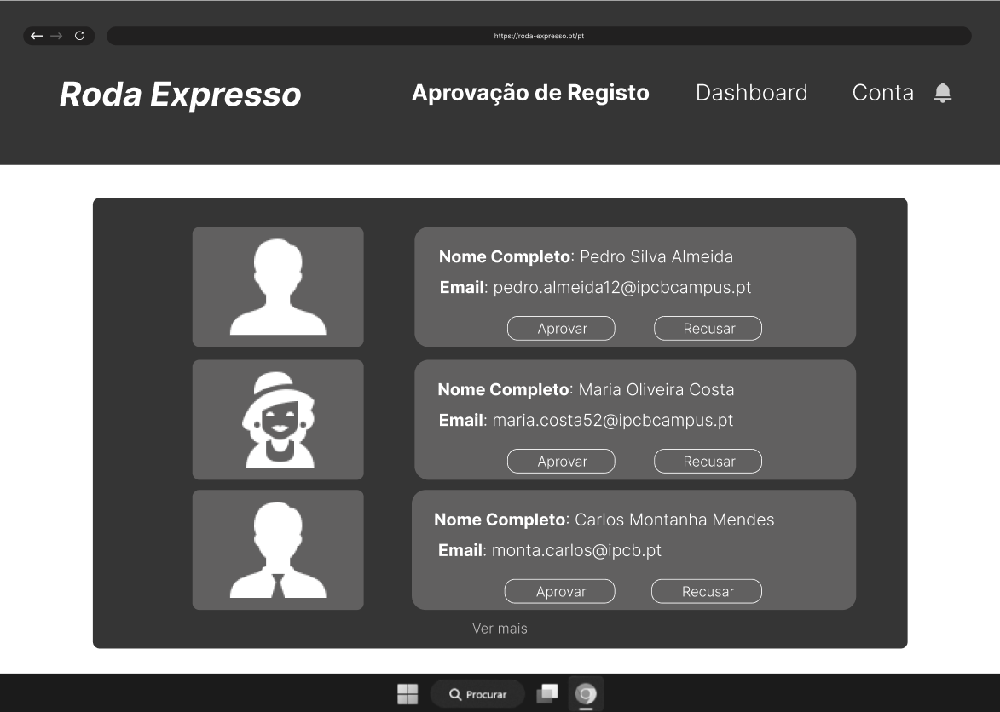 https://roda-expresso.pt/pt
Roda Expresso
Aprovação de Registo
Dashboard
Conta
Nome Completo: Pedro Silva Almeida
Email: pedro.almeida12@ipcbcampus.pt
Aprovar
Recusar
Nome Completo: Maria Oliveira Costa
Email: maria.costa52@ipcbcampus.pt
Aprovar
Recusar
Nome Completo: Carlos Montanha Mendes
Email: monta.carlos@ipcb.pt
Aprovar
Recusar
Ver mais
Procurar